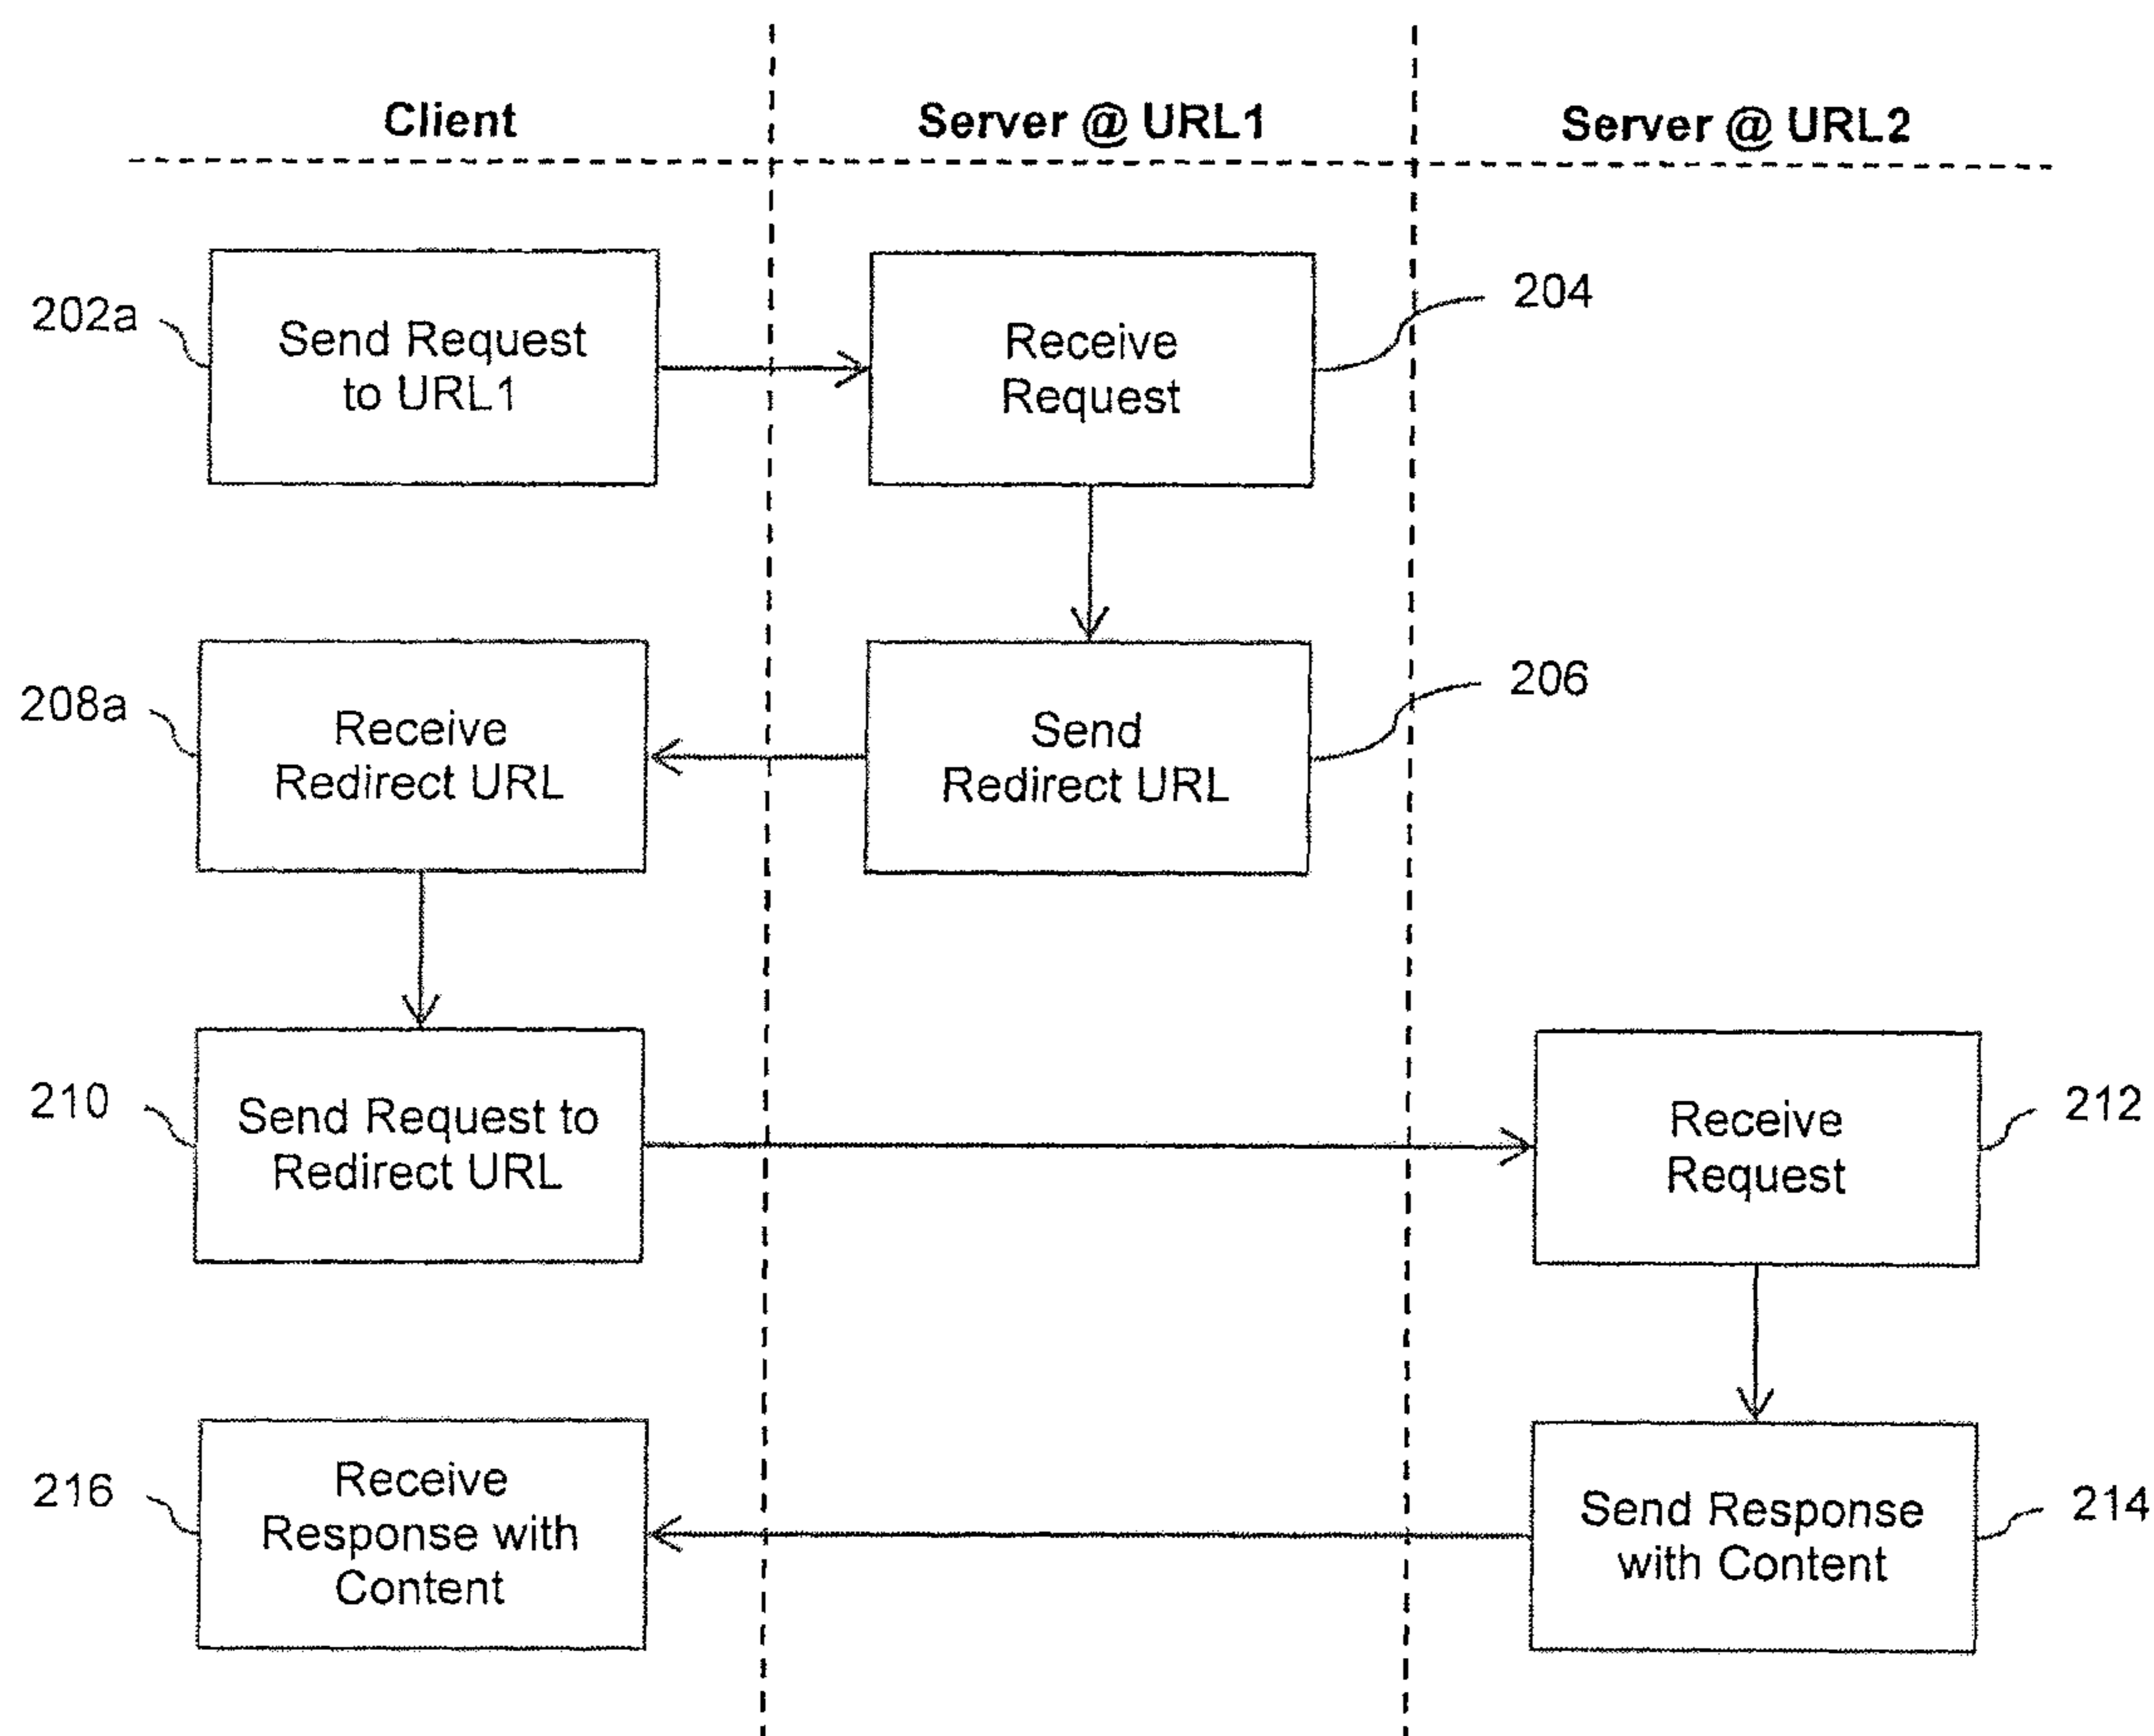 Client
Server @ URL1
Server @ URL2
202a
Send Request
to URL1
Receive
Request
204
208a
Receive
Redirect URL
Send
Redirect URL
206
210
Send Request to
Redirect URL
Receive
Request
212
216
Receive
Response with
Content
Send Response
with Content
214